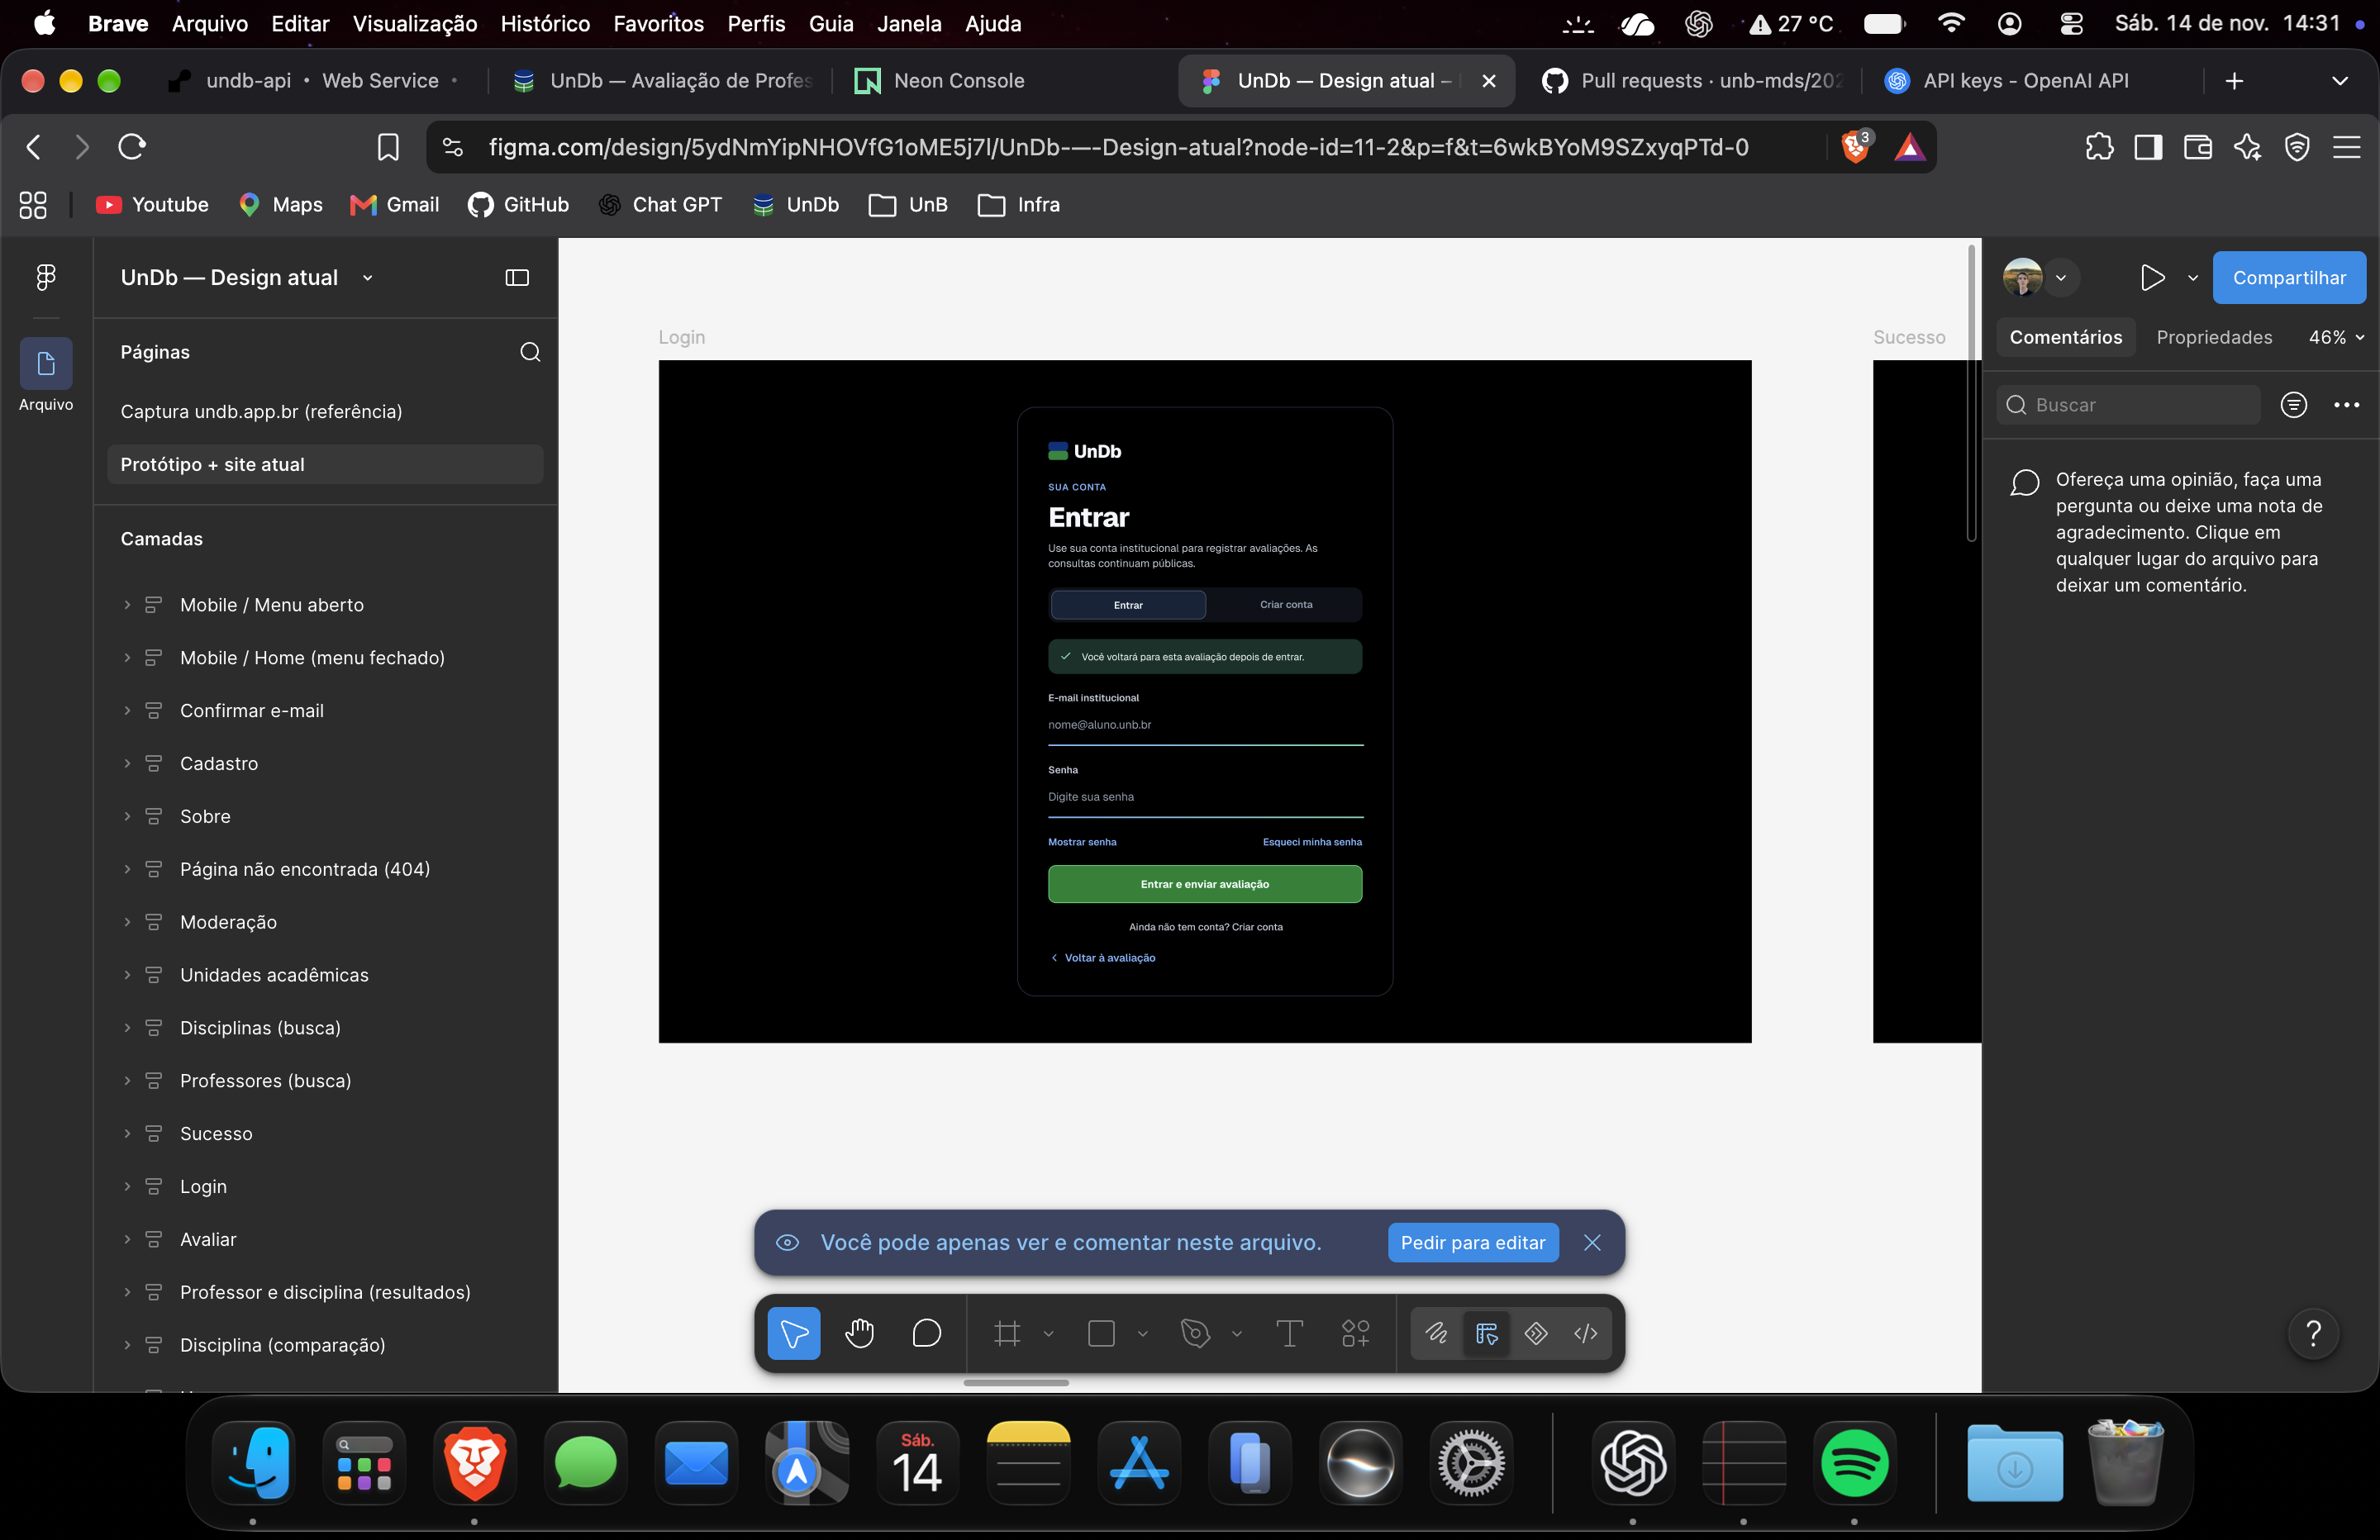 Brave Arquivo Editar Visualização Histórico Favoritos Perfis Guia Janela Ajuda 27 °C Sáb. 14 de nov. 14:31
undb-api • Web Service •
UnDb — Avaliação de Profes
Neon Console
UnDb — Design atual –
Pull requests · unb-mds/202
API keys - OpenAI API
figma.com/design/5ydNmYipNHOVfG1oME5j7l/UnDb-—-Design-atual?node-id=11-2&p=f&t=6wkBYoM9SZxyqPTd-0
3
Youtube Maps Gmail GitHub Chat GPT UnDb UnB Infra
Arquivo
UnDb — Design atual
Páginas
Captura undb.app.br (referência)
Protótipo + site atual
Camadas
Mobile / Menu aberto
Mobile / Home (menu fechado)
Confirmar e-mail
Cadastro
Sobre
Página não encontrada (404)
Moderação
Unidades acadêmicas
Disciplinas (busca)
Professores (busca)
Sucesso
Login
Avaliar
Professor e disciplina (resultados)
Disciplina (comparação)
Login
Sucesso
UnDb
SUA CONTA
Entrar
Use sua conta institucional para registrar avaliações. As
consultas continuam públicas.
Entrar
Criar conta
Você voltará para esta avaliação depois de entrar.
E-mail institucional
nome@aluno.unb.br
Senha
Digite sua senha
Mostrar senha
Esqueci minha senha
Entrar e enviar avaliação
Ainda não tem conta? Criar conta
Voltar à avaliação
Você pode apenas ver e comentar neste arquivo.
Pedir para editar
Compartilhar
Comentários
Propriedades
46%
Buscar
Ofereça uma opinião, faça uma
pergunta ou deixe uma nota de
agradecimento. Clique em
qualquer lugar do arquivo para
deixar um comentário.
?
Sáb.
14